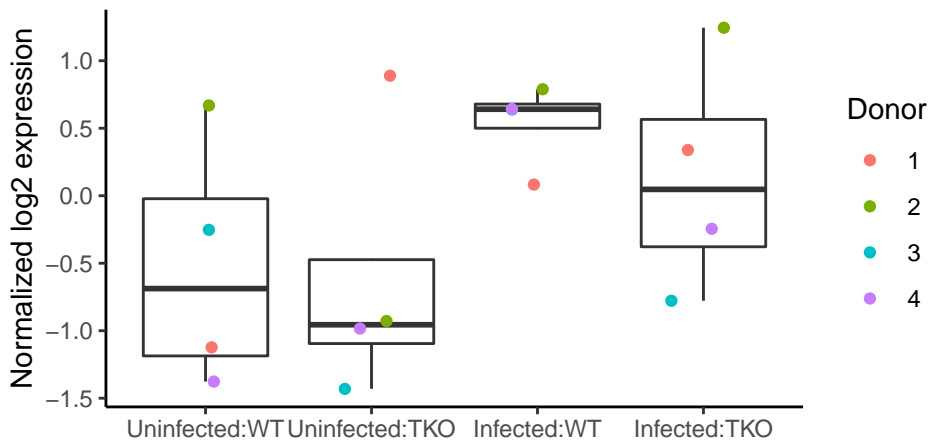 Normalized log2 expression
1.0
0.5
0.0
−0.5
−1.0
−1.5
Uninfected:WT
Uninfected:TKO
Infected:WT
Infected:TKO
Donor
1
2
3
4